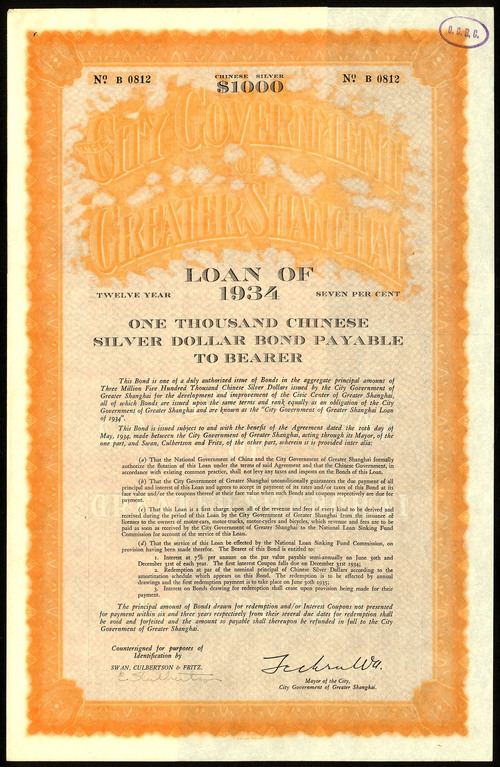 O. C. B. C.
Nº B 0812
CHINESE SILVER
$1000
Nº B 0812
THE
CITY GOVERNMENT
OF
GREATER SHANGHAI
LOAN OF
TWELVE YEAR
1934
SEVEN PER CENT
ONE THOUSAND CHINESE
SILVER DOLLAR BOND PAYABLE
TO BEARER
This Bond is one of a duly authorized issue of Bonds in the aggregate principal amount of
Three Million Five Hundred Thousand Chinese Silver Dollars issued by the City Government of
Greater Shanghai for the development and improvement of the Civic Center of Greater Shanghai,
all of which Bonds are issued upon the same terms and rank equally as an obligation of the City
Government of Greater Shanghai and are known as the "City Government of Greater Shanghai Loan
of 1934".
This Bond is issued subject to and with the benefit of the Agreement dated the 10th day of
May, 1934, made between the City Government of Greater Shanghai, acting through its Mayor, of the
one part, and Swan, Culbertson and Fritz, of the other part, wherein it is provided inter alia:
(a) That the National Government of China and the City Government of Greater Shanghai formally
authorize the flotation of this Loan under the terms of said Agreement and that the Chinese Government, in
accordance with existing common practice, shall not levy any taxes and imposts on the Bonds of this Loan.
(b) That the City Government of Greater Shanghai unconditionally guarantees the due payment of all
principal and interest of this Loan and agrees to accept in payment of its rates and/or taxes of this Bond at its
face value and/or the coupons thereof at their face value when such Bonds and coupons respectively are due for
payment.
(c) That this Loan is a first charge upon all of the revenue and fees of every kind to be derived and
received during the period of this Loan by the City Government of Greater Shanghai from the issuance of
licenses to the owners of motor-cars, motor-trucks, motor-cycles and bicycles, which revenue and fees are to be
paid as soon as received by the City Government of Greater Shanghai to the National Loan Sinking Fund
Commission for account of the service of this Loan.
(d) That the service of this Loan will be effected by the National Loan Sinking Fund Commission, on
provision having been made therefor. The Bearer of this Bond is entitled to:
1. Interest at 7% per annum on the par value payable semi-annually on June 30th and
December 31st of each year. The first Interest Coupon falls due on December 31st 1934;
2. Redemption at par of the nominal principal of Chinese Silver Dollars according to the
amortization schedule which appears on this Bond. The redemption is to be effected by annual
drawings and the first redemption payment is to take place on June 30th 1935;
3. Interest on Bonds drawing for redemption shall cease upon provision being made for their
payment.
The principal amount of Bonds drawn for redemption and/or Interest Coupons not presented
for payment within six and three years respectively from their several due dates for redemption shall
be void and forfeited and the amount so payable shall thereupon be refunded in full to the City
Government of Greater Shanghai.
Countersigned for purposes of
Identification by
SWAN, CULBERTSON & FRITZ.
Mayor of the City,
City Government of Greater Shanghai.